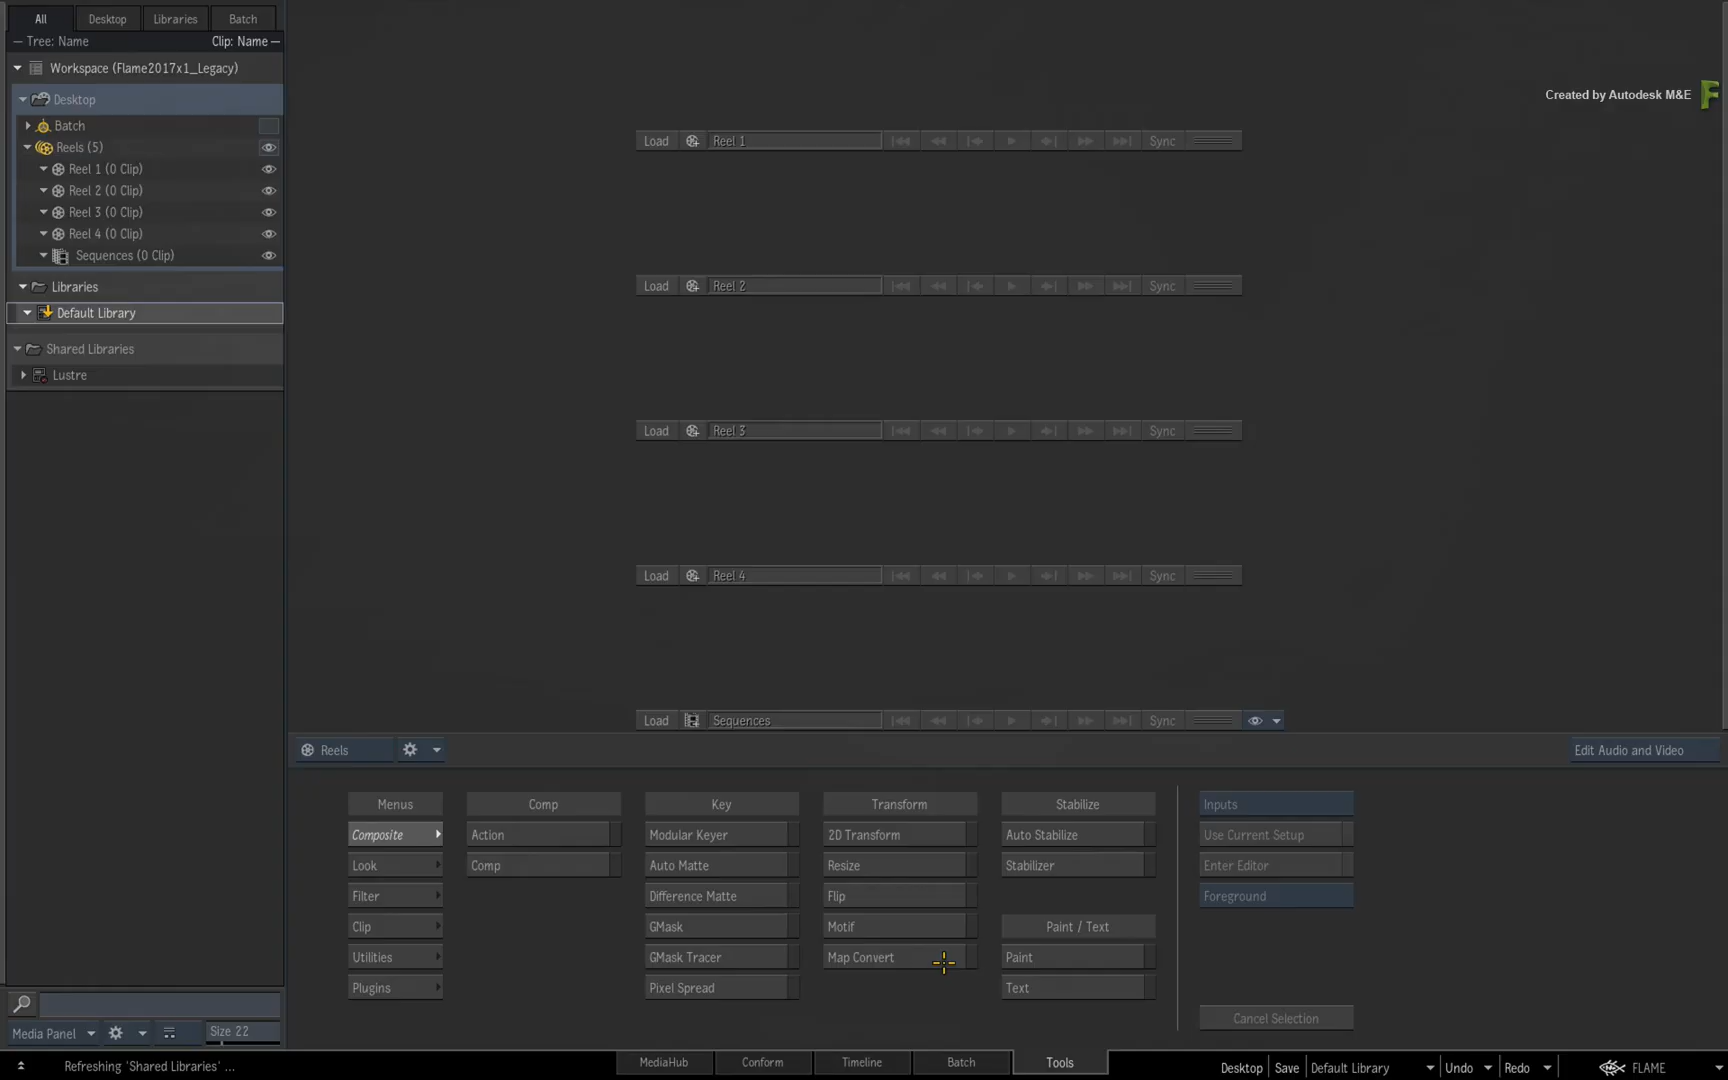 All Desktop Libraries Batch
Tree: Name Clip: Name
Workspace (Flame2017x1_Legacy)
Desktop
Batch
Reels (5)
Reel 1 (0 Clip)
Reel 2 (0 Clip)
Reel 3 (0 Clip)
Reel 4 (0 Clip)
Sequences (0 Clip)
Libraries
Default Library
Shared Libraries
Lustre
Created by Autodesk M&E
Load Reel 1 Sync
Load Reel 2 Sync
Load Reel 3 Sync
Load Reel 4 Sync
Load Sequences Sync
Reels Edit Audio and Video
Menus Comp Key Transform Stabilize Inputs
Composite Action Modular Keyer 2D Transform Auto Stabilize Use Current Setup
Look Comp Auto Matte Resize Stabilizer Enter Editor
Filter Difference Matte Flip Foreground
Clip GMask Motif Paint / Text
Utilities GMask Tracer Map Convert Paint
Plugins Pixel Spread Text
Cancel Selection
Media Panel Size 22
Refreshing 'Shared Libraries' ... MediaHub Conform Timeline Batch Tools Desktop Save Default Library Undo Redo FLAME